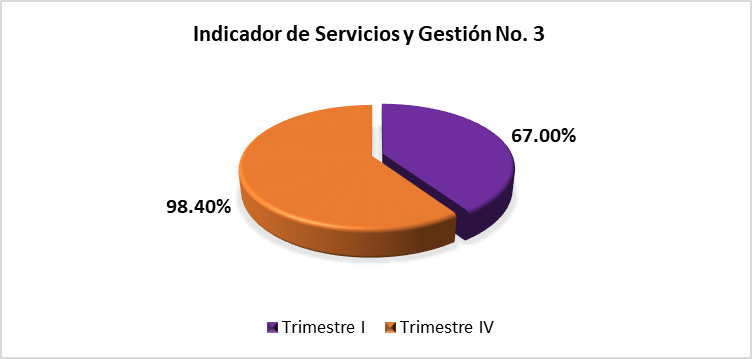 Indicador de Servicios y Gestión No. 3
67.00%
98.40%
Trimestre I
Trimestre IV